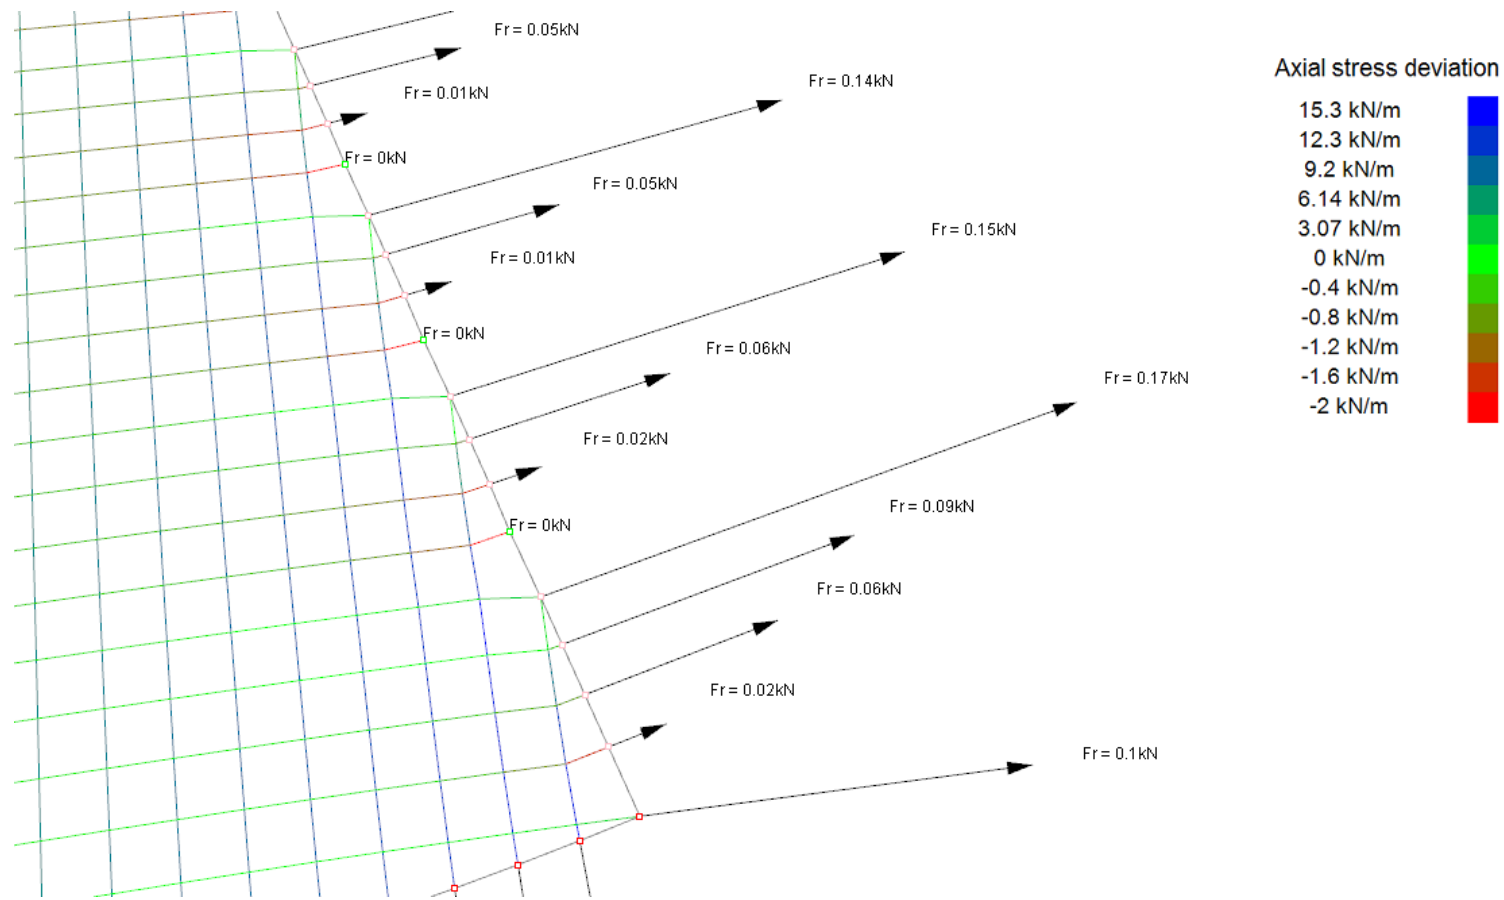 Fr = 0.05kN
Fr = 0.01kN
Fr = 0.14kN
Fr = 0kN
Fr = 0.05kN
Fr = 0.15kN
Fr = 0.01kN
Fr = 0kN
Fr = 0.06kN
Fr = 0.17kN
Fr = 0.02kN
Fr = 0.09kN
Fr = 0kN
Fr = 0.06kN
Fr = 0.02kN
Fr = 0.1kN
Axial stress deviation
15.3 kN/m
12.3 kN/m
9.2 kN/m
6.14 kN/m
3.07 kN/m
0 kN/m
-0.4 kN/m
-0.8 kN/m
-1.2 kN/m
-1.6 kN/m
-2 kN/m